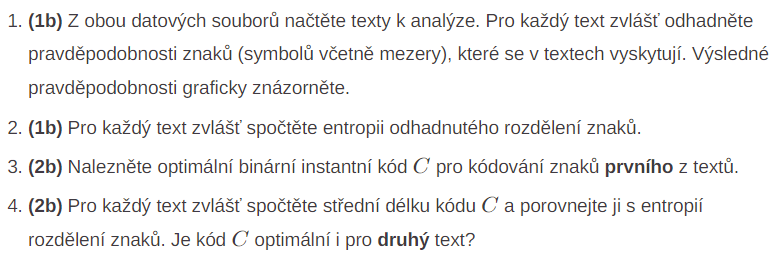 1. (1b) Z obou datových souborů načtěte texty k analýze. Pro každý text zvlášť odhadněte
pravděpodobnosti znaků (symbolů včetně mezery), které se v textech vyskytují. Výsledné
pravděpodobnosti graficky znázorněte.
2. (1b) Pro každý text zvlášť spočtěte entropii odhadnutého rozdělení znaků.
3. (2b) Nalezněte optimální binární instantní kód C pro kódování znaků prvního z textů.
4. (2b) Pro každý text zvlášť spočtěte střední délku kódu C a porovnejte ji s entropií
rozdělení znaků. Je kód C optimální i pro druhý text?